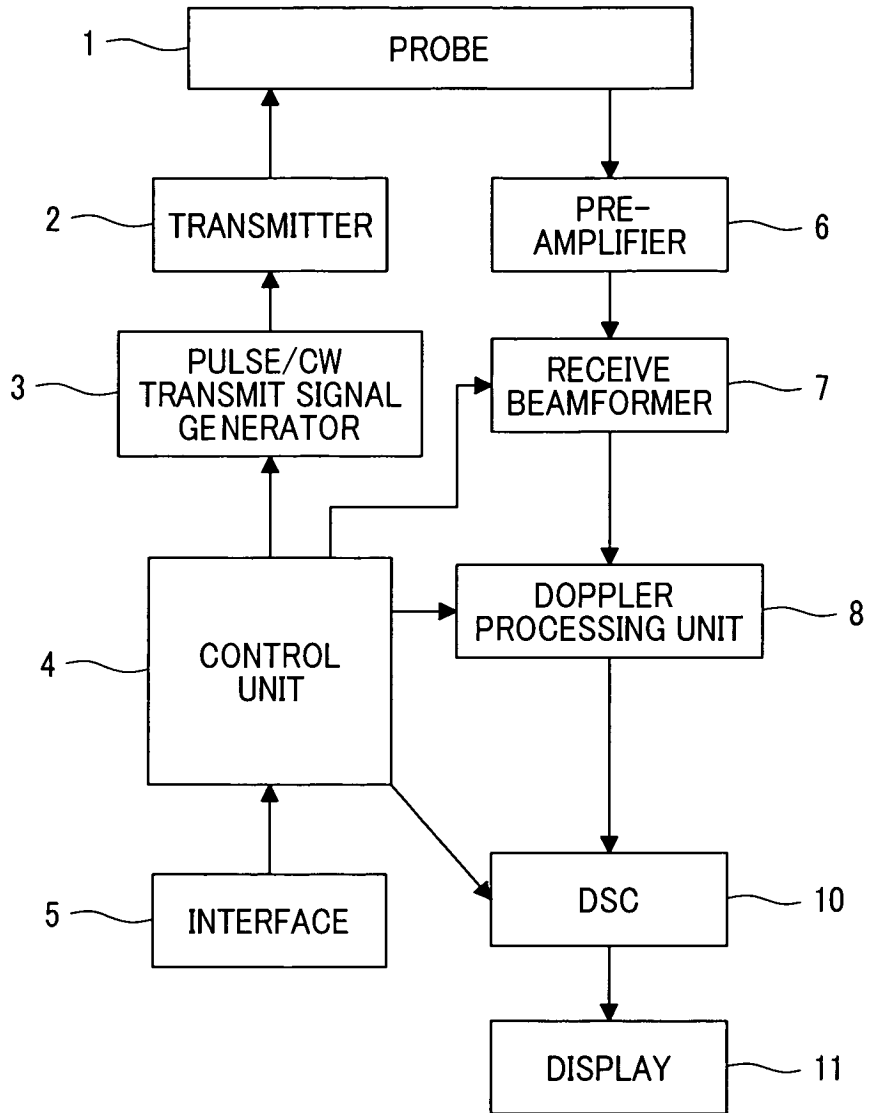 1
PROBE
2
TRANSMITTER
PRE-
AMPLIFIER
6
3
PULSE/CW
TRANSMIT SIGNAL
GENERATOR
RECEIVE
BEAMFORMER
7
4
CONTROL
UNIT
DOPPLER
PROCESSING UNIT
8
5
INTERFACE
DSC
10
DISPLAY
11